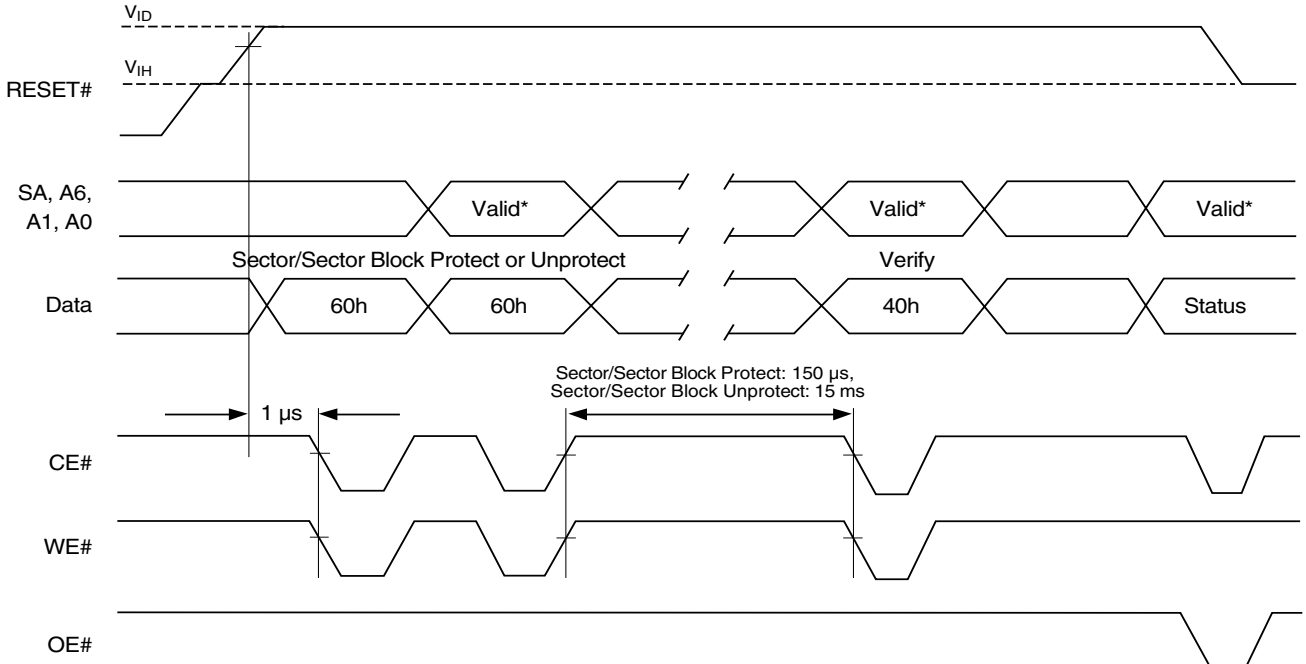 VID
VIH
RESET#
SA, A6,
A1, A0
Valid*
Valid*
Valid*
Sector/Sector Block Protect or Unprotect
Verify
Data
60h
60h
40h
Status
Sector/Sector Block Protect: 150 µs,
Sector/Sector Block Unprotect: 15 ms
1 µs
CE#
WE#
OE#